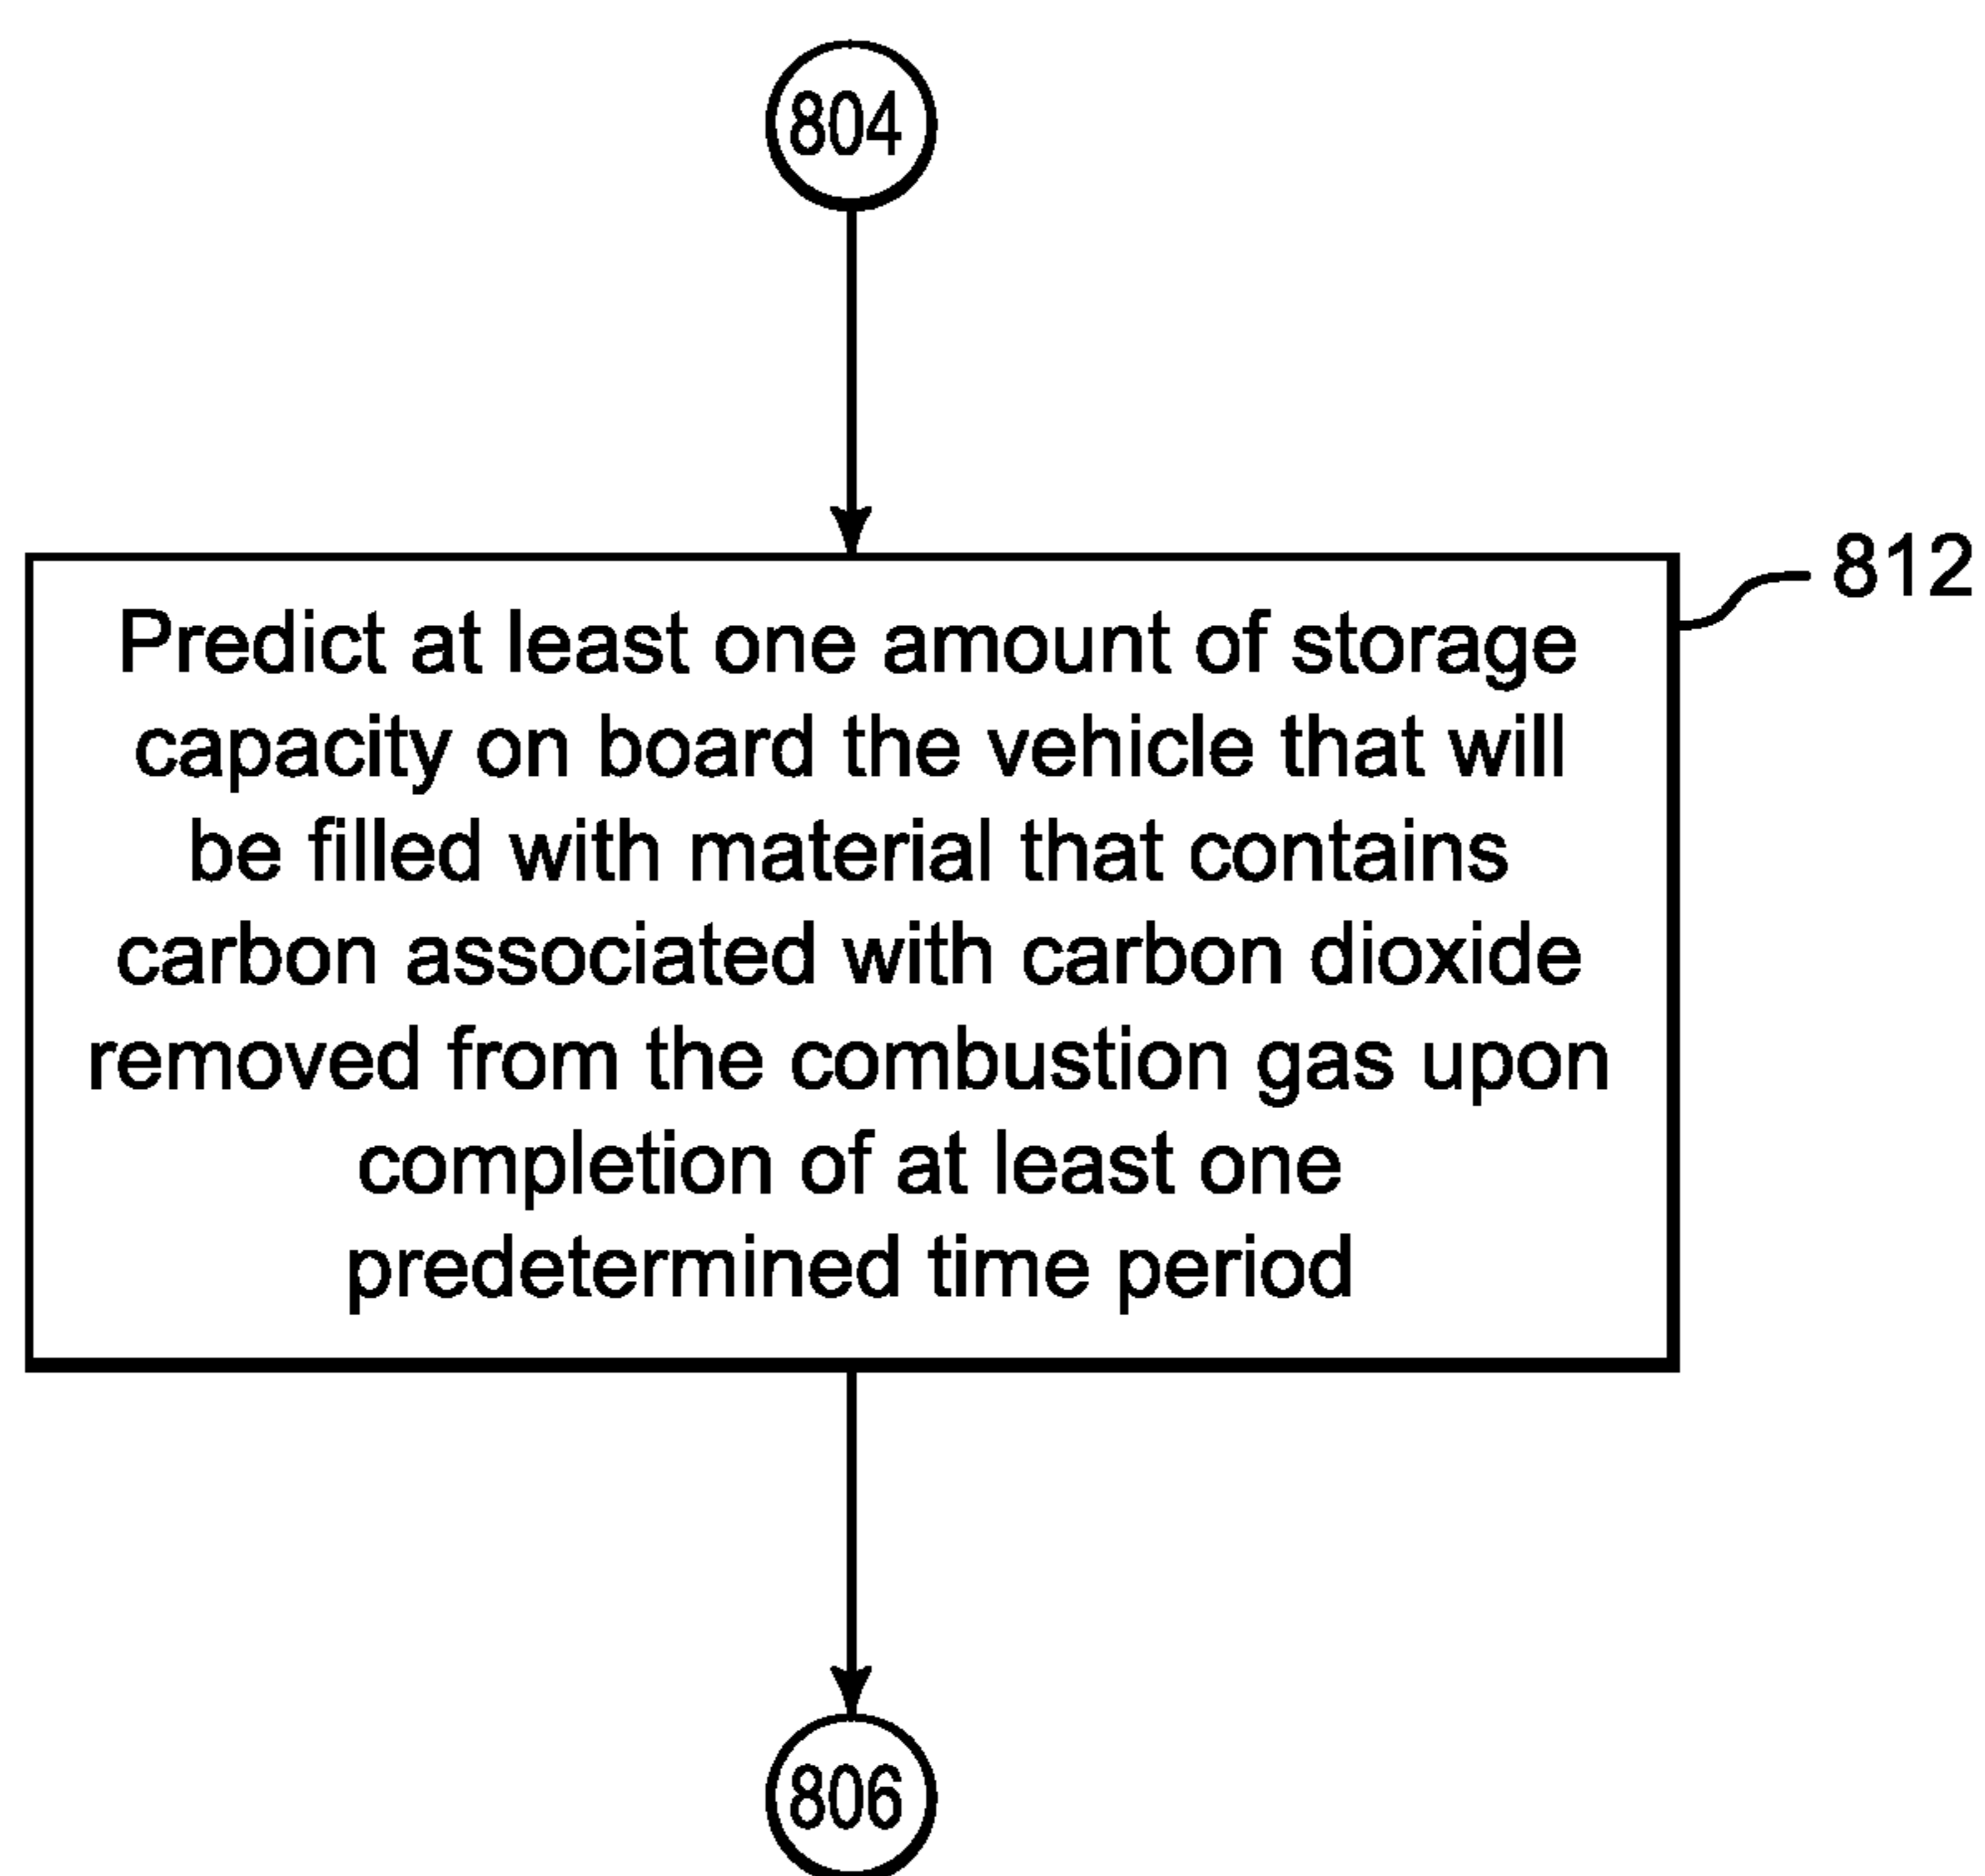 804
812
Predict at least one amount of storage
capacity on board the vehicle that will
be filled with material that contains
carbon associated with carbon dioxide
removed from the combustion gas upon
completion of at least one
predetermined time period
806